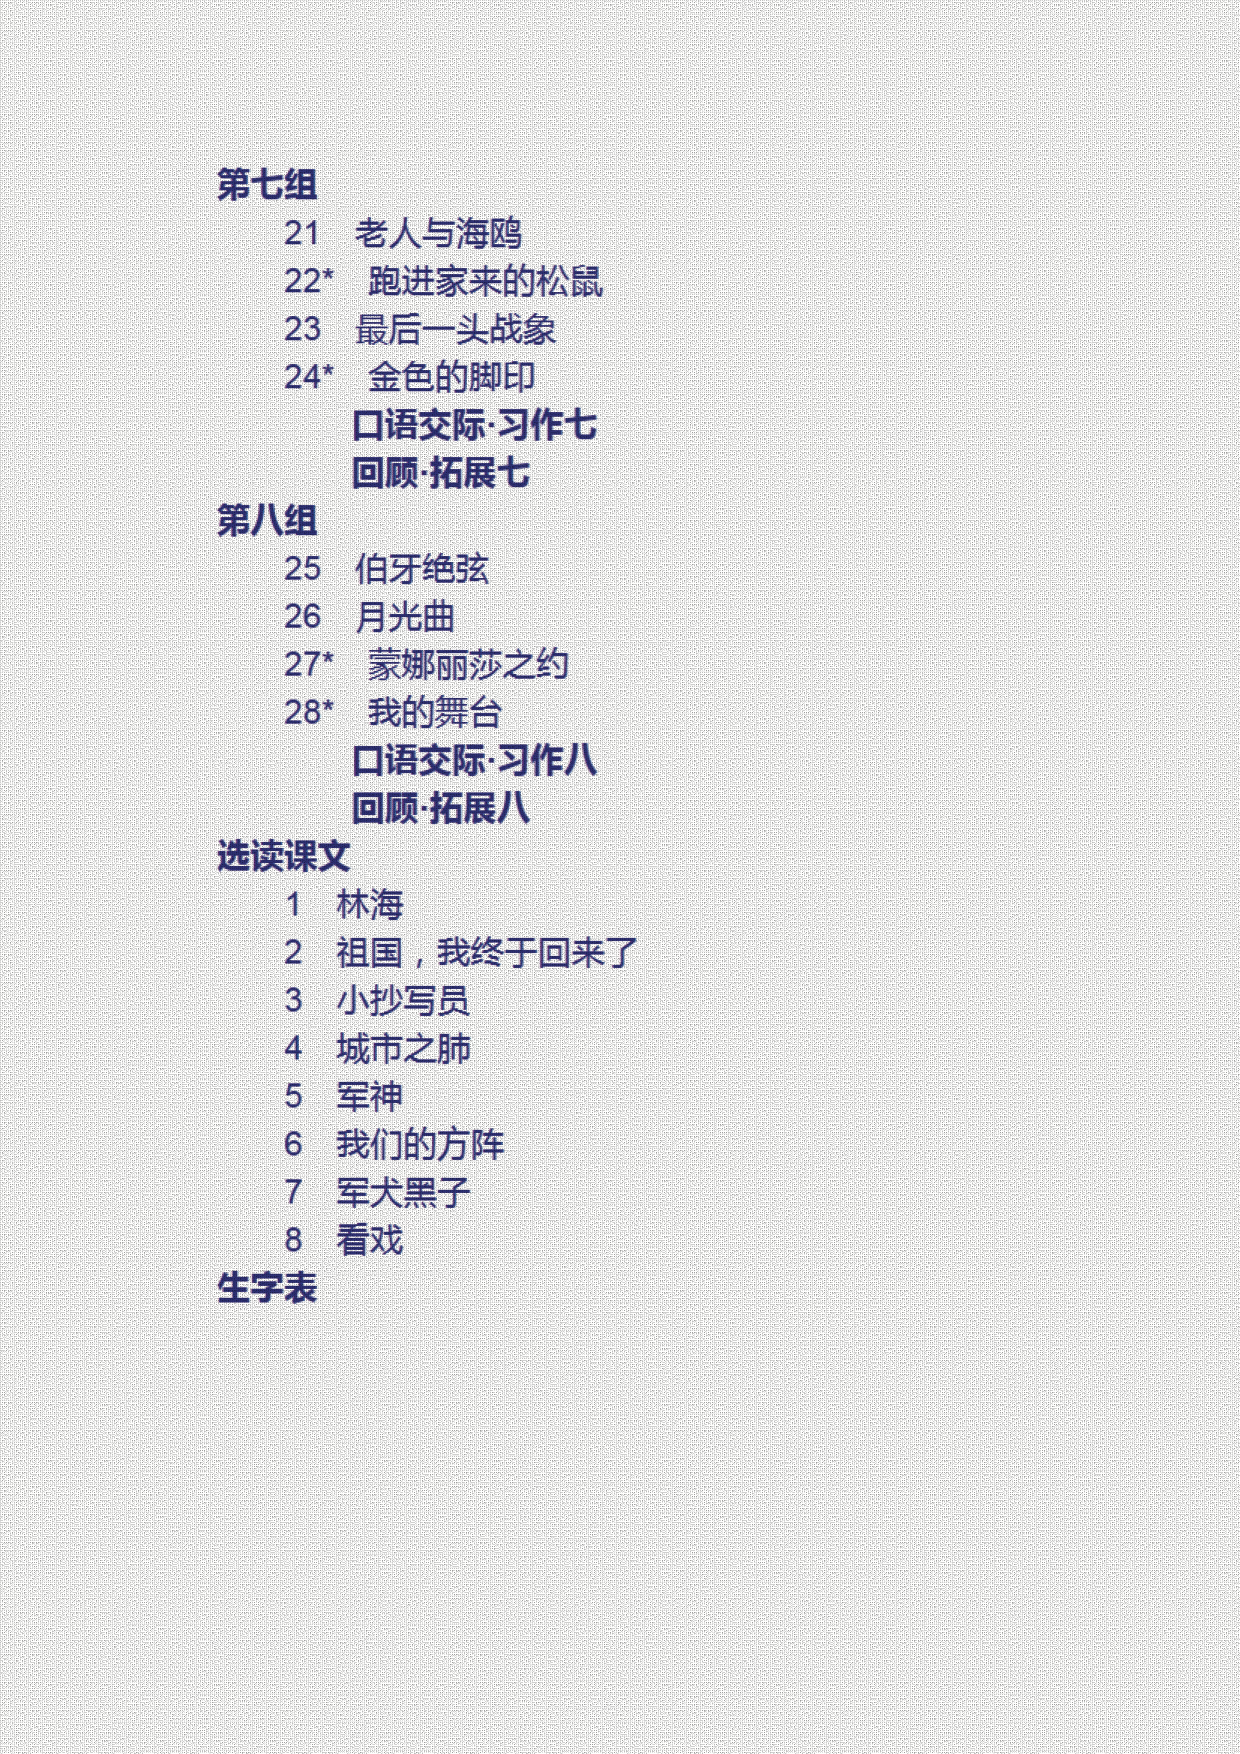 第七组
21 老人与海鸥
22* 跑进家来的松鼠
23 最后一头战象
24* 金色的脚印
口语交际·习作七
回顾·拓展七
第八组
25 伯牙绝弦
26 月光曲
27* 蒙娜丽莎之约
28* 我的舞台
口语交际·习作八
回顾·拓展八
选读课文
1 林海
2 祖国，我终于回来了
3 小抄写员
4 城市之肺
5 军神
6 我们的方阵
7 军犬黑子
8 看戏
生字表